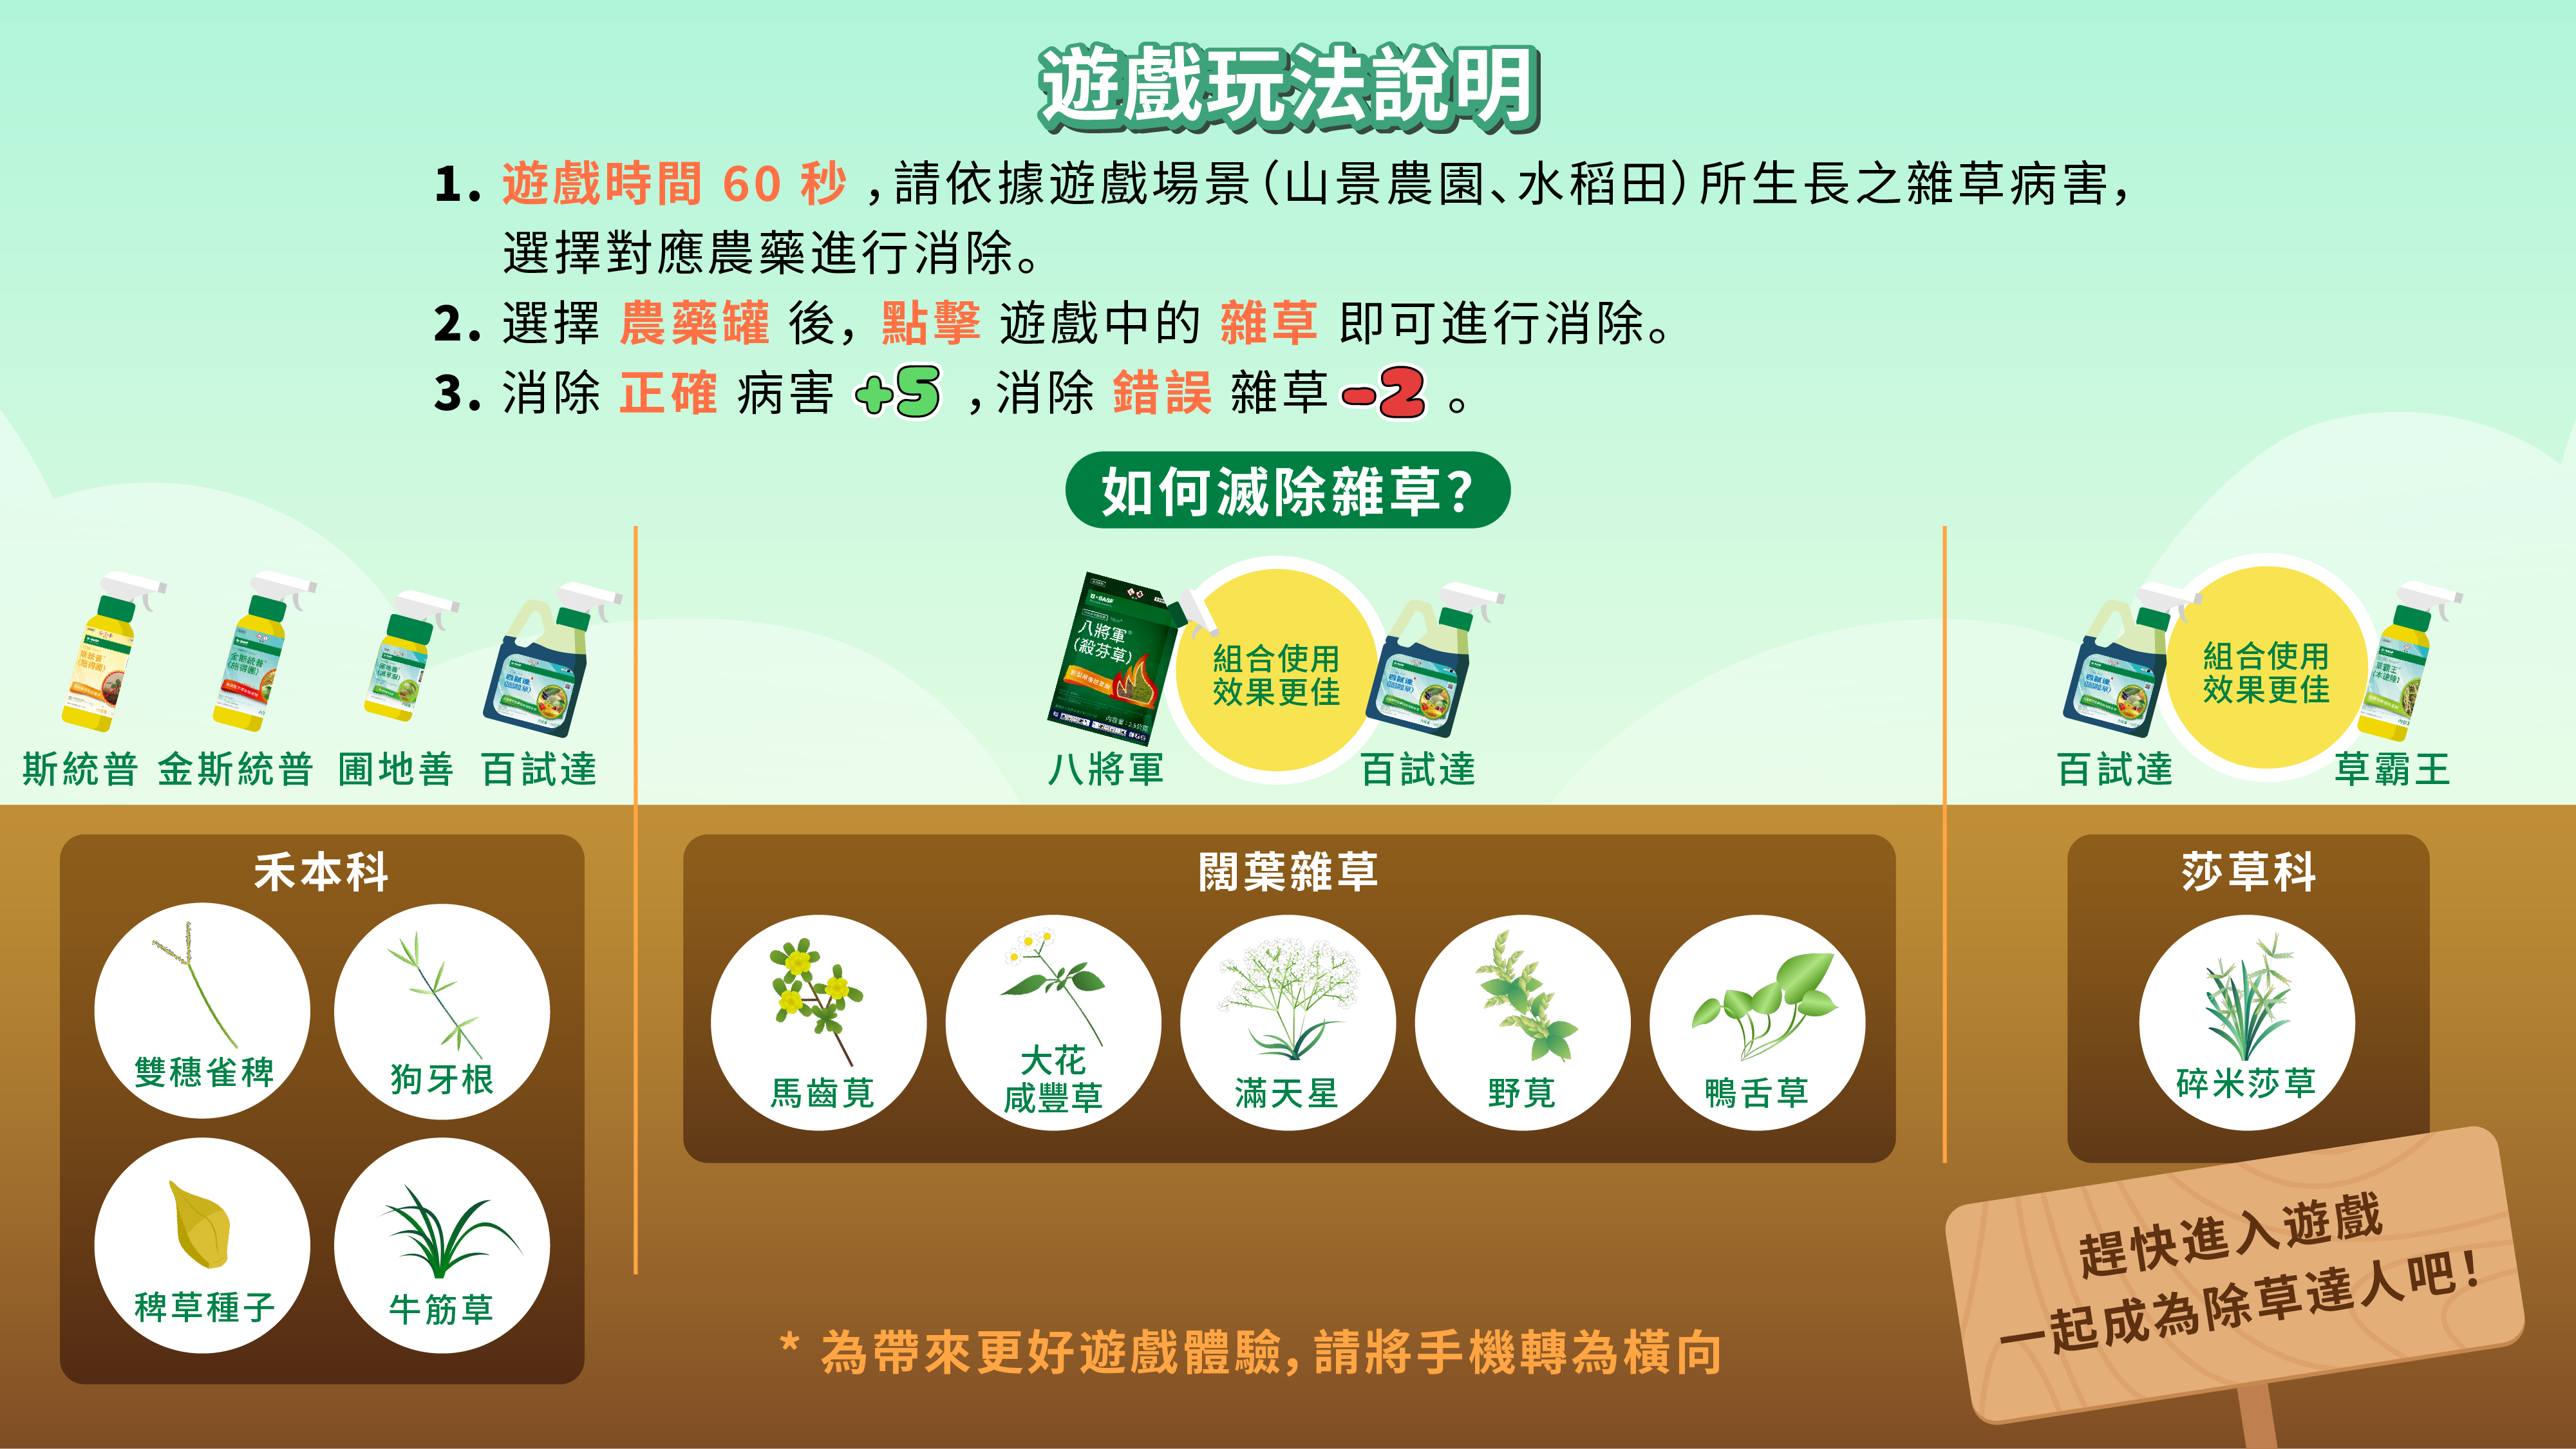 遊戲玩法說明
1. 遊戲時間 60 秒 ，請依據遊戲場景（山景農園、水稻田）所生長之雜草病害，
選擇對應農藥進行消除。
2. 選擇 農藥罐 後，點擊 遊戲中的 雜草 即可進行消除。
3. 消除 正確 病害 +5 ，消除 錯誤 雜草 -2 。
如何滅除雜草？
斯統普
金斯統普
圃地善
百試達
BASF
八將軍
(殺芬草)
組合使用
效果更佳
八將軍
百試達
組合使用
效果更佳
百試達
草霸王
禾本科
雙穗雀稗
狗牙根
稗草種子
牛筋草
闊葉雜草
馬齒莧
大花
咸豐草
滿天星
野莧
鴨舌草
莎草科
碎米莎草
趕快進入遊戲
一起成為除草達人吧！
* 為帶來更好遊戲體驗，請將手機轉為橫向